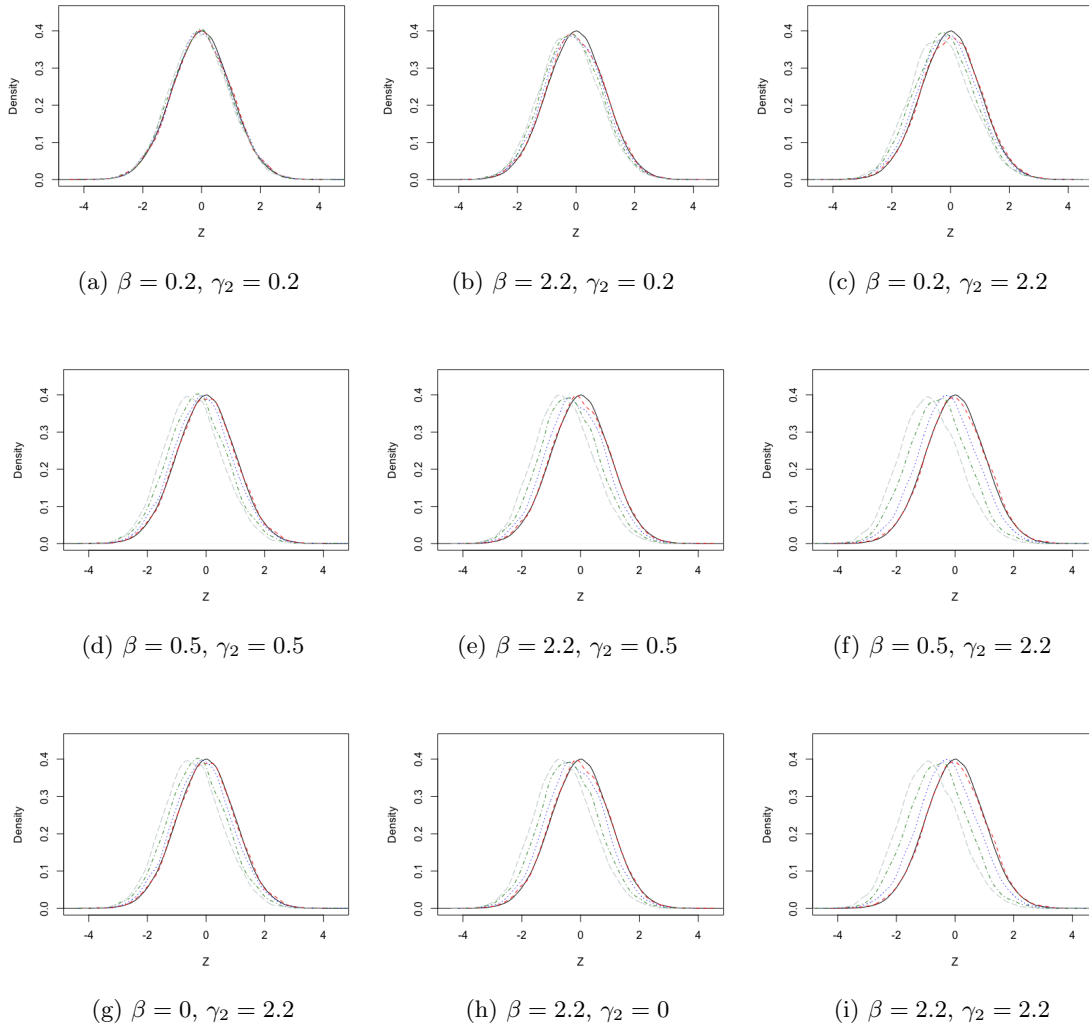 0.4
0.3
0.2
0.1
0.0
Density
-4 -2 0 2 4
Z
(a) β = 0.2, γ₂ = 0.2
0.4
0.3
0.2
0.1
0.0
Density
-4 -2 0 2 4
Z
(b) β = 2.2, γ₂ = 0.2
0.4
0.3
0.2
0.1
0.0
Density
-4 -2 0 2 4
Z
(c) β = 0.2, γ₂ = 2.2
0.4
0.3
0.2
0.1
0.0
Density
-4 -2 0 2 4
Z
(d) β = 0.5, γ₂ = 0.5
0.4
0.3
0.2
0.1
0.0
Density
-4 -2 0 2 4
Z
(e) β = 2.2, γ₂ = 0.5
0.4
0.3
0.2
0.1
0.0
Density
-4 -2 0 2 4
Z
(f) β = 0.5, γ₂ = 2.2
0.4
0.3
0.2
0.1
0.0
Density
-4 -2 0 2 4
Z
(g) β = 0, γ₂ = 2.2
0.4
0.3
0.2
0.1
0.0
Density
-4 -2 0 2 4
Z
(h) β = 2.2, γ₂ = 0
0.4
0.3
0.2
0.1
0.0
Density
-4 -2 0 2 4
Z
(i) β = 2.2, γ₂ = 2.2